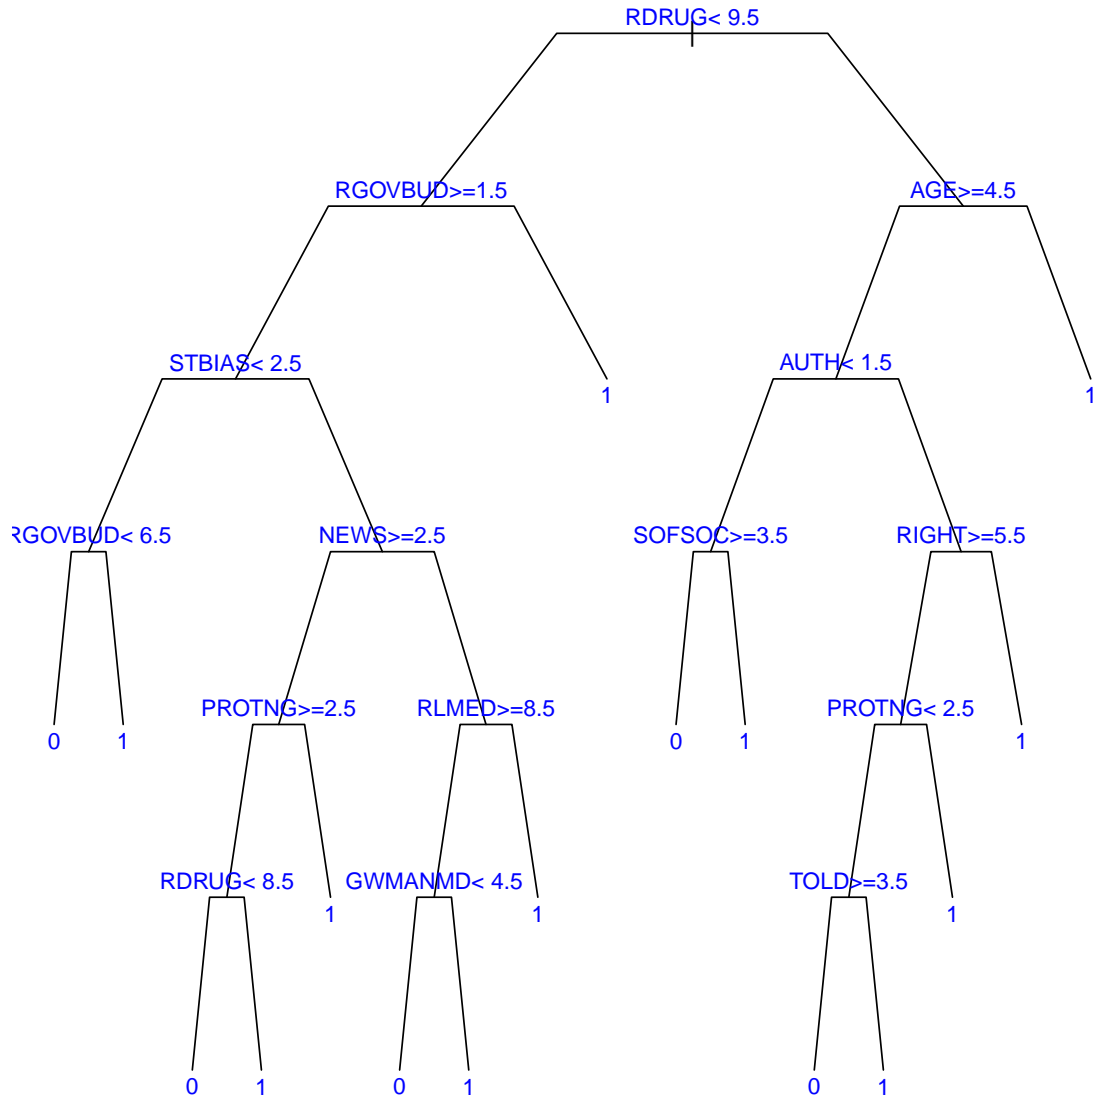 RDRUG< 9.5
RGOVBUD>=1.5
AGE>=4.5
STBIAS< 2.5
1
AUTH< 1.5
1
RGOVBUD< 6.5
NEWS>=2.5
SOFSOC>=3.5
RIGHT>=5.5
0
1
PROTNG>=2.5
RLMED>=8.5
0
1
PROTNG< 2.5
1
RDRUG< 8.5
1
GWMANMD< 4.5
1
TOLD>=3.5
1
0
1
0
1
0
1